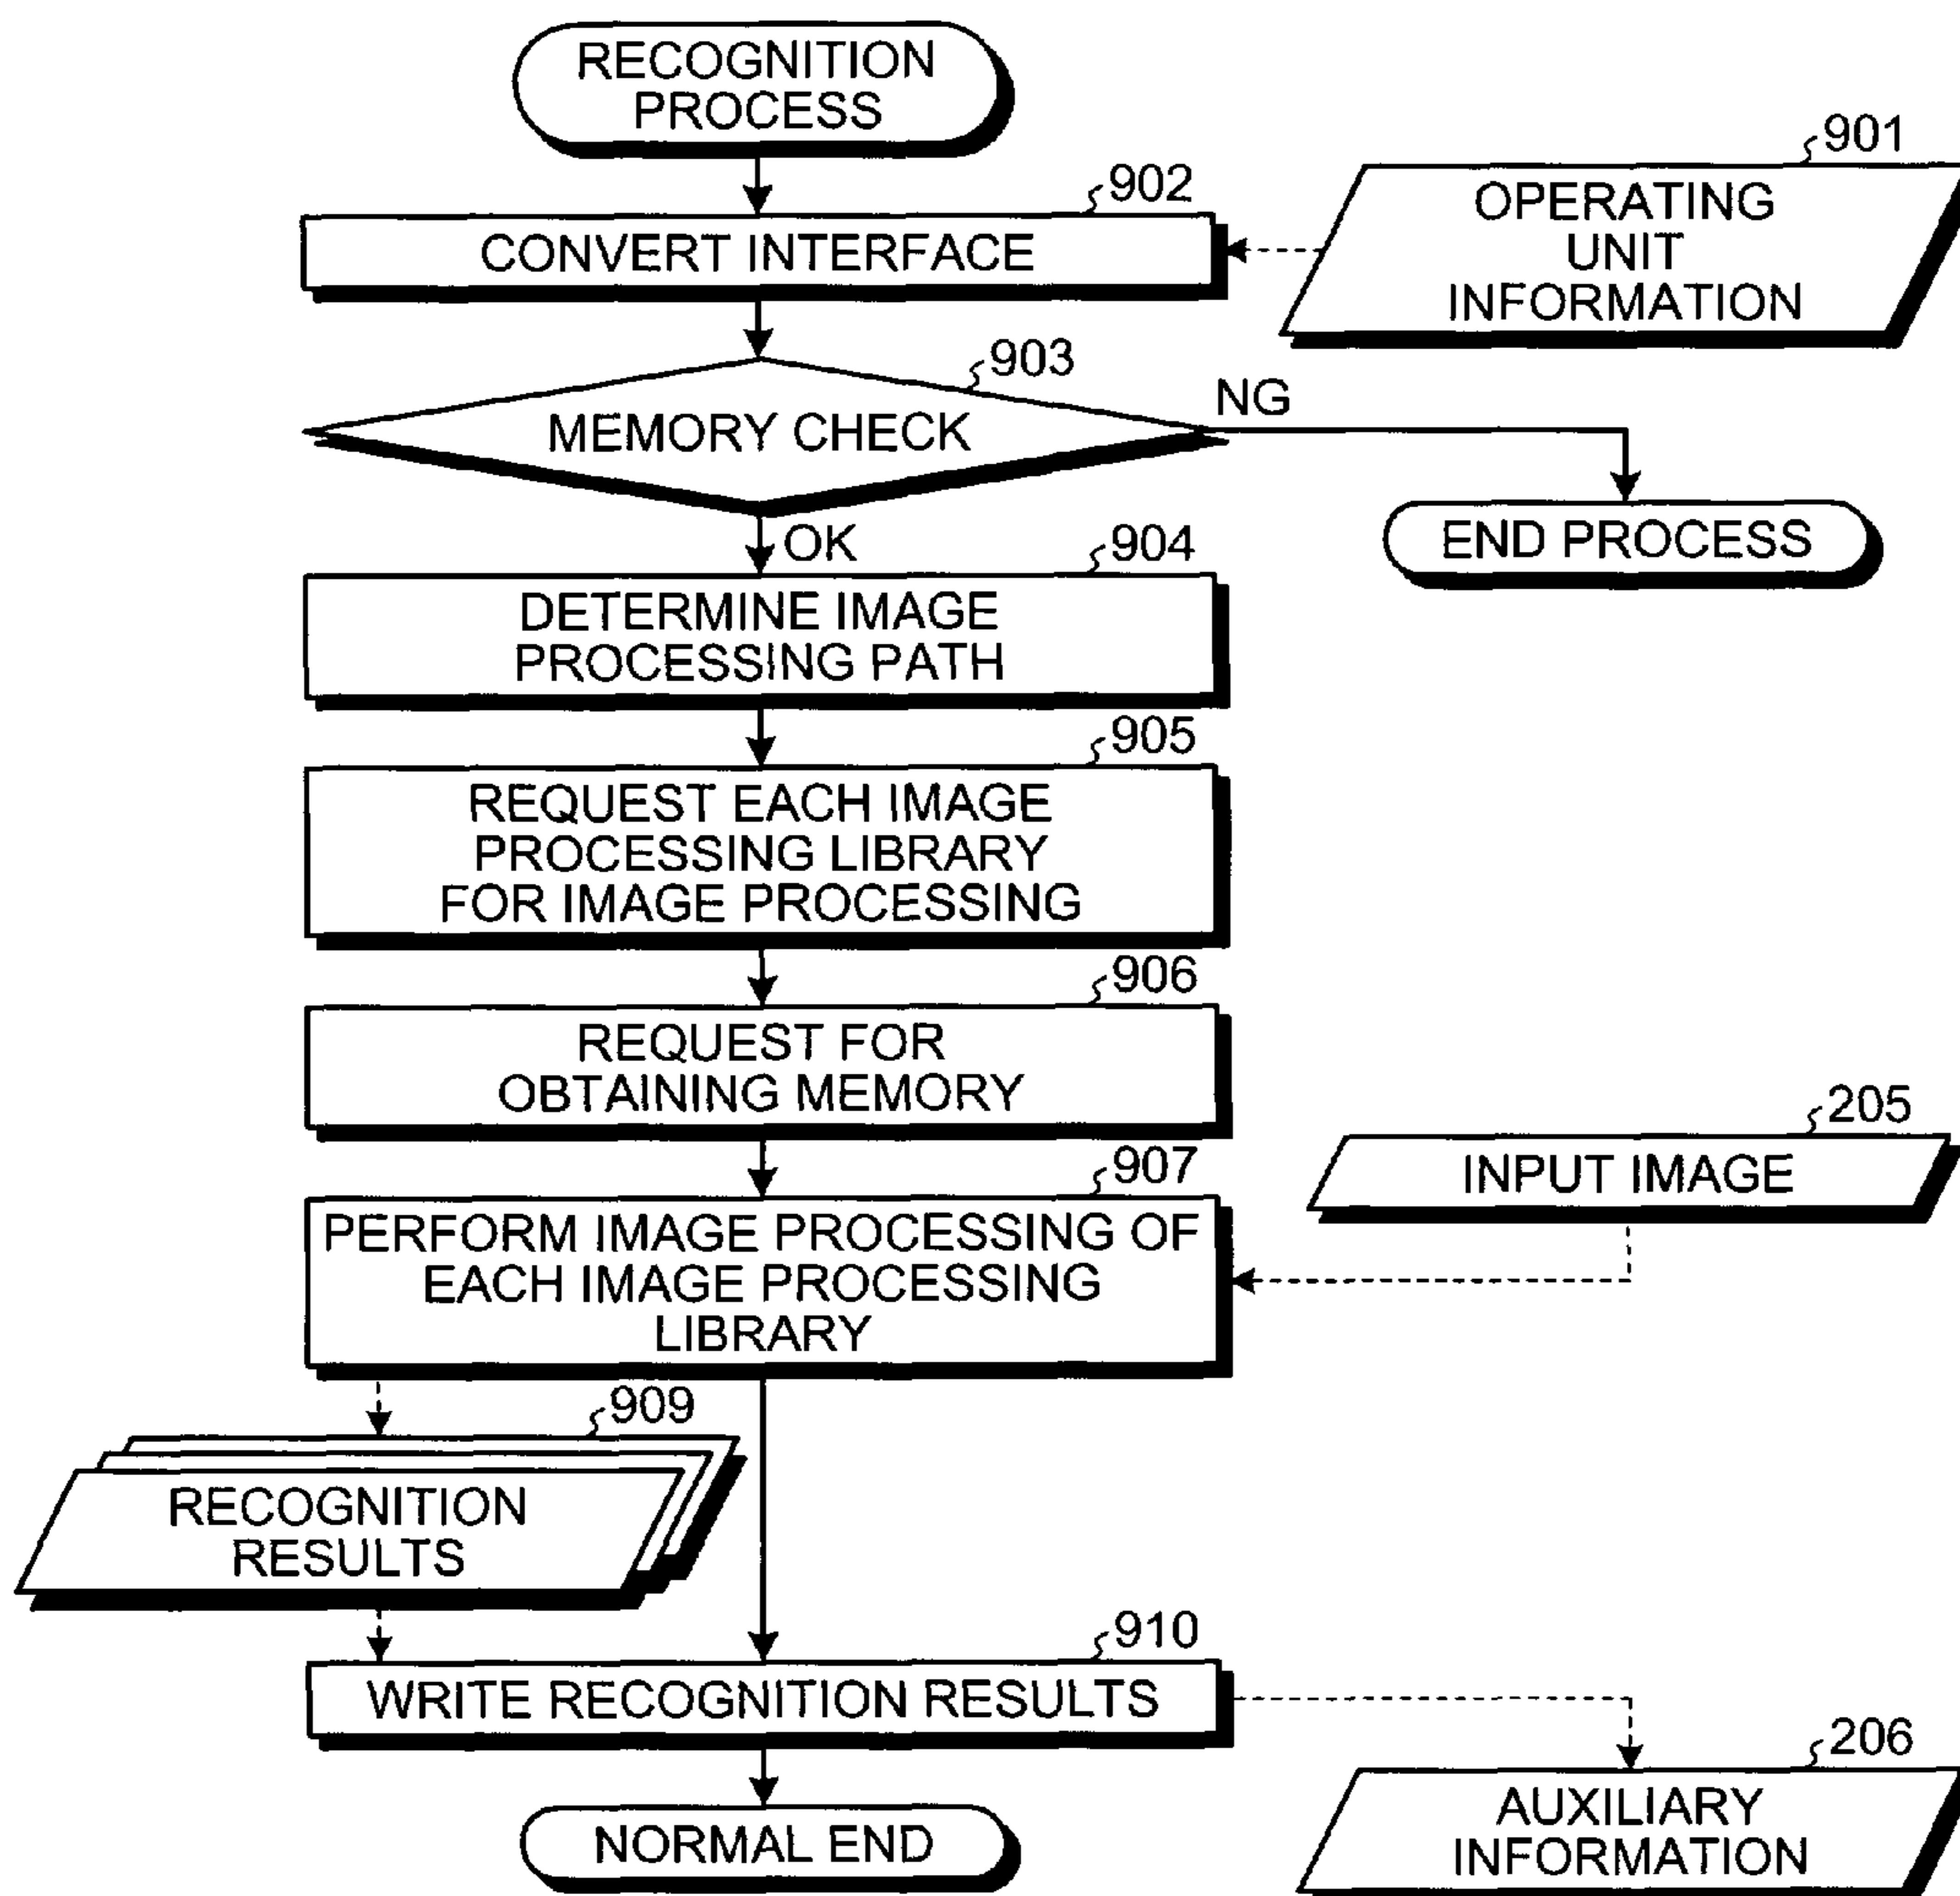 RECOGNITION
PROCESS
901
OPERATING
UNIT
INFORMATION
902
CONVERT INTERFACE
903
MEMORY CHECK
NG
END PROCESS
OK
904
DETERMINE IMAGE
PROCESSING PATH
905
REQUEST EACH IMAGE
PROCESSING LIBRARY
FOR IMAGE PROCESSING
906
REQUEST FOR
OBTAINING MEMORY
205
INPUT IMAGE
907
PERFORM IMAGE PROCESSING OF
EACH IMAGE PROCESSING
LIBRARY
909
RECOGNITION
RESULTS
910
WRITE RECOGNITION RESULTS
206
AUXILIARY
INFORMATION
NORMAL END